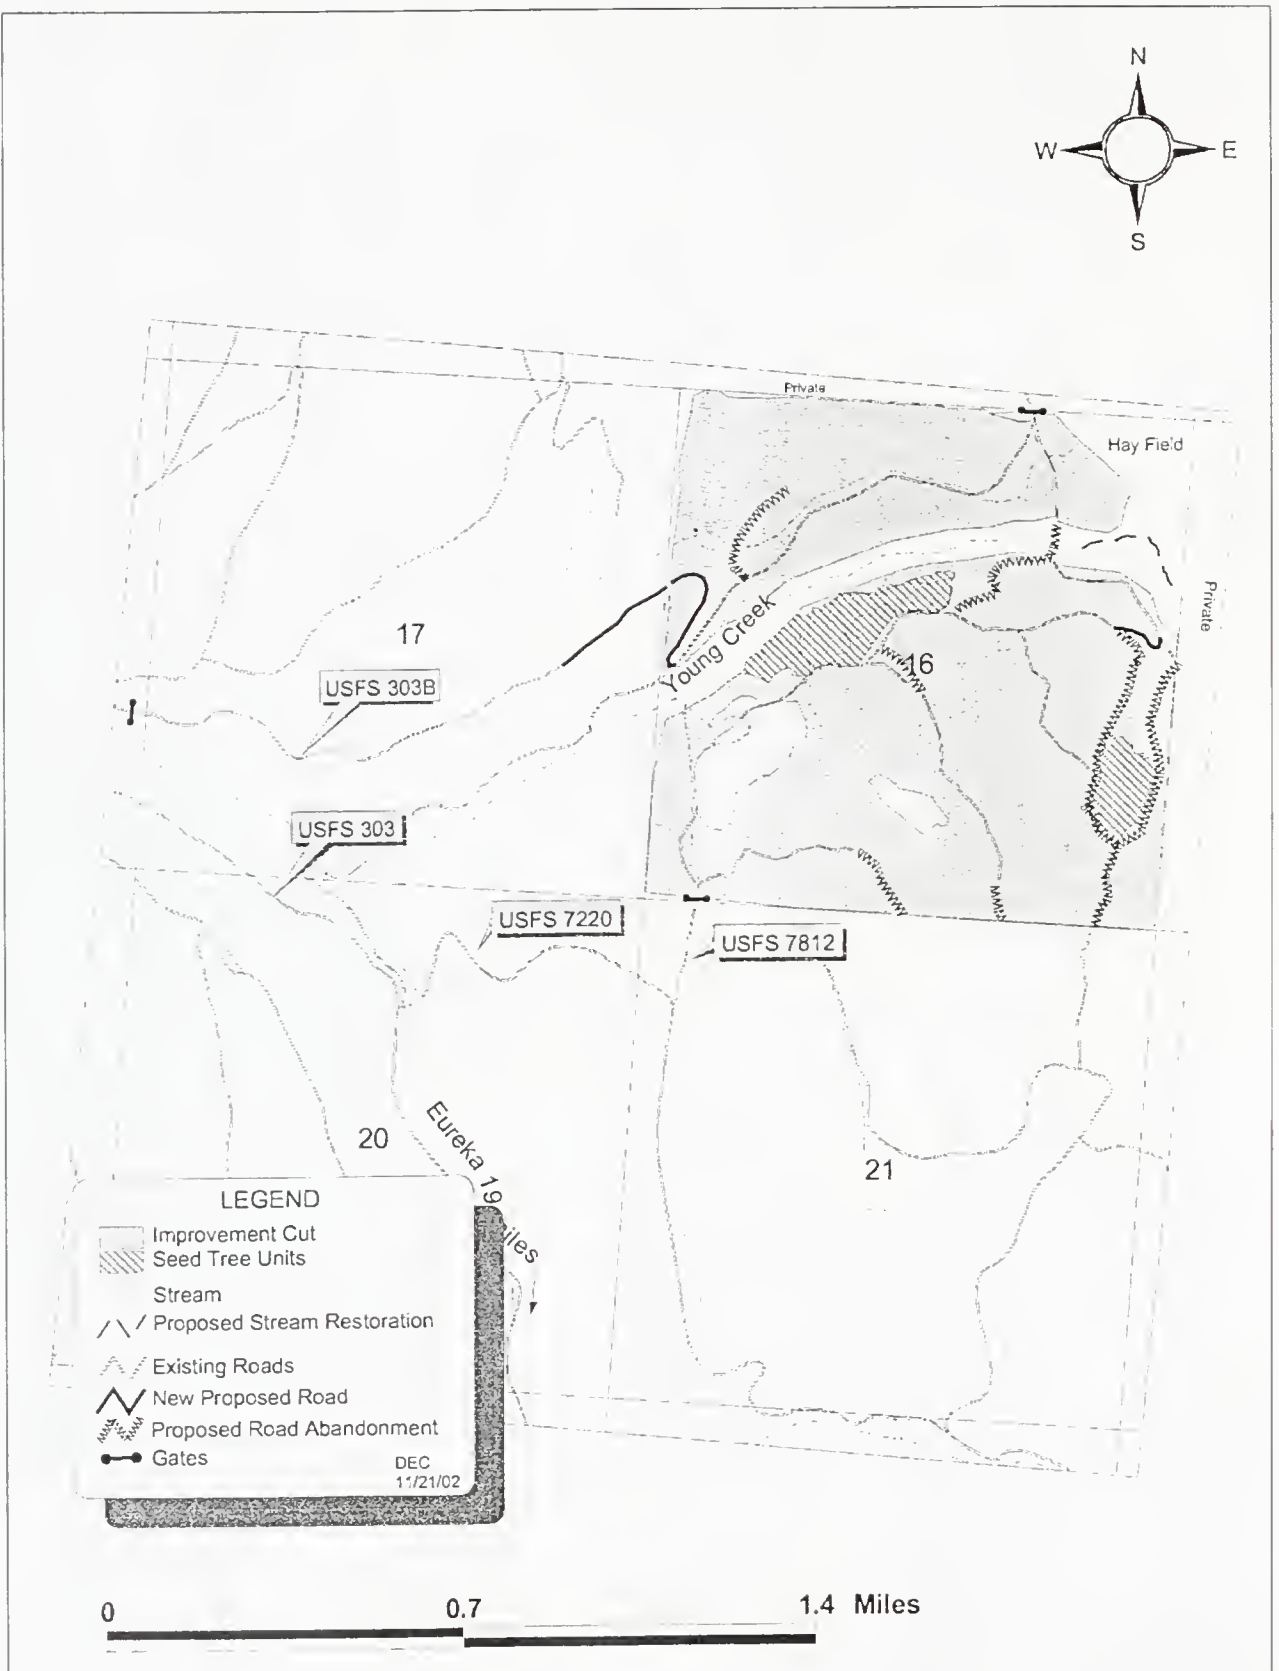 N
W E
S
Private
Hay Field
Private
17
USFS 303B
Young Creek
16
USFS 303
USFS 7220
USFS 7812
Eureka 19
iles
20
21
LEGEND
Improvement Cut
Seed Tree Units
Stream
Proposed Stream Restoration
Existing Roads
New Proposed Road
Proposed Road Abandonment
Gates
DEC
11/21/02
0 0.7 1.4 Miles